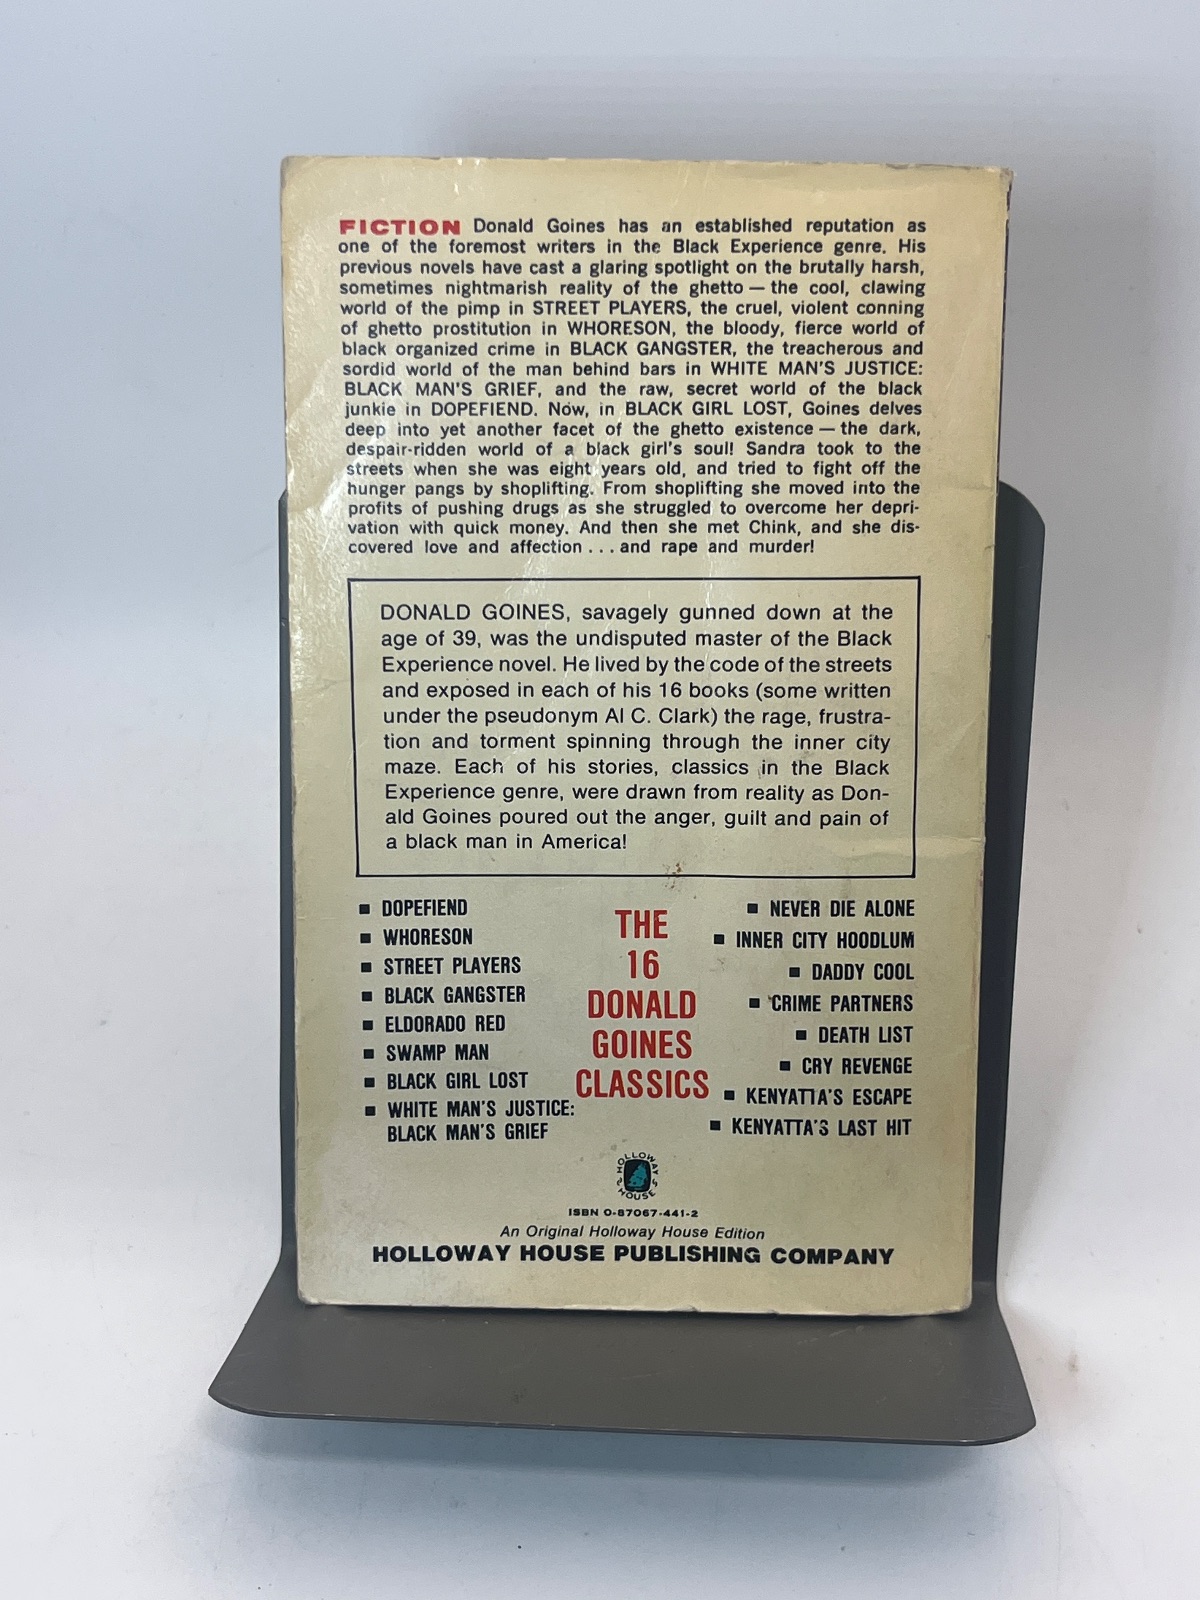 FICTION Donald Goines has an established reputation as
one of the foremost writers in the Black Experience genre. His
previous novels have cast a glaring spotlight on the brutally harsh,
sometimes nightmarish reality of the ghetto — the cool, clawing
world of the pimp in STREET PLAYERS, the cruel, violent conning
of ghetto prostitution in WHORESON, the bloody, fierce world of
black organized crime in BLACK GANGSTER, the treacherous and
sordid world of the man behind bars in WHITE MAN'S JUSTICE:
BLACK MAN'S GRIEF, and the raw, secret world of the black
junkie in DOPEFIEND. Now, in BLACK GIRL LOST, Goines delves
deep into yet another facet of the ghetto existence — the dark,
despair-ridden world of a black girl's soul! Sandra took to the
streets when she was eight years old, and tried to fight off the
hunger pangs by shoplifting. From shoplifting she moved into the
profits of pushing drugs as she struggled to overcome her depri-
vation with quick money. And then she met Chink, and she dis-
covered love and affection . . . and rape and murder!
DONALD GOINES, savagely gunned down at the
age of 39, was the undisputed master of the Black
Experience novel. He lived by the code of the streets
and exposed in each of his 16 books (some written
under the pseudonym Al C. Clark) the rage, frustra-
tion and torment spinning through the inner city
maze. Each of his stories, classics in the Black
Experience genre, were drawn from reality as Don-
ald Goines poured out the anger, guilt and pain of
a black man in America!
■ DOPEFIEND
■ WHORESON
■ STREET PLAYERS
■ BLACK GANGSTER
■ ELDORADO RED
■ SWAMP MAN
■ BLACK GIRL LOST
■ WHITE MAN'S JUSTICE:
BLACK MAN'S GRIEF
THE
16
DONALD
GOINES
CLASSICS
■ NEVER DIE ALONE
■ INNER CITY HOODLUM
■ DADDY COOL
■ CRIME PARTNERS
■ DEATH LIST
■ CRY REVENGE
■ KENYATTA'S ESCAPE
■ KENYATTA'S LAST HIT
HOLLOWAY
HOUSE
ISBN 0-87067-441-2
An Original Holloway House Edition
HOLLOWAY HOUSE PUBLISHING COMPANY